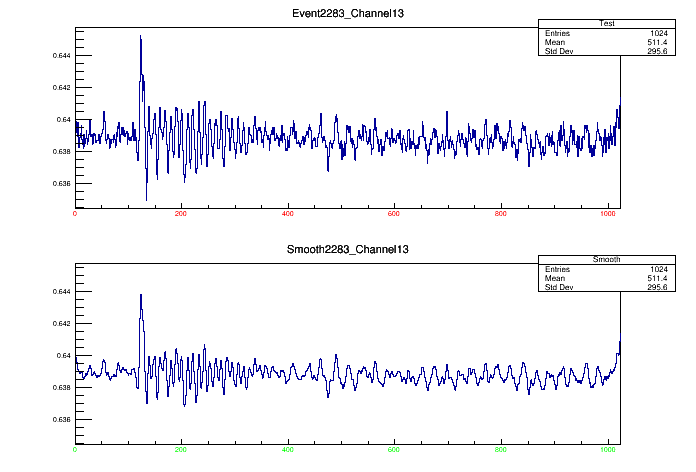 Event2283_Channel13
Test
Entries 1024
Mean 511.4
Std Dev 295.6
0.644
0.642
0.64
0.638
0.636
0 200 400 600 800 1000
Smooth2283_Channel13
Smooth
Entries 1024
Mean 511.4
Std Dev 295.6
0.644
0.642
0.64
0.638
0.636
0 200 400 600 800 1000